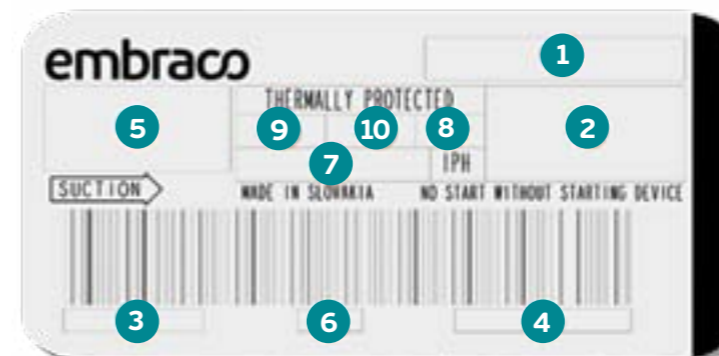 embraco
1
THERMALLY PROTECTED
5
9
10
8
2
7
1PH
SUCTION
MADE IN SLOVAKIA
NO START WITHOUT STARTING DEVICE
3
6
4